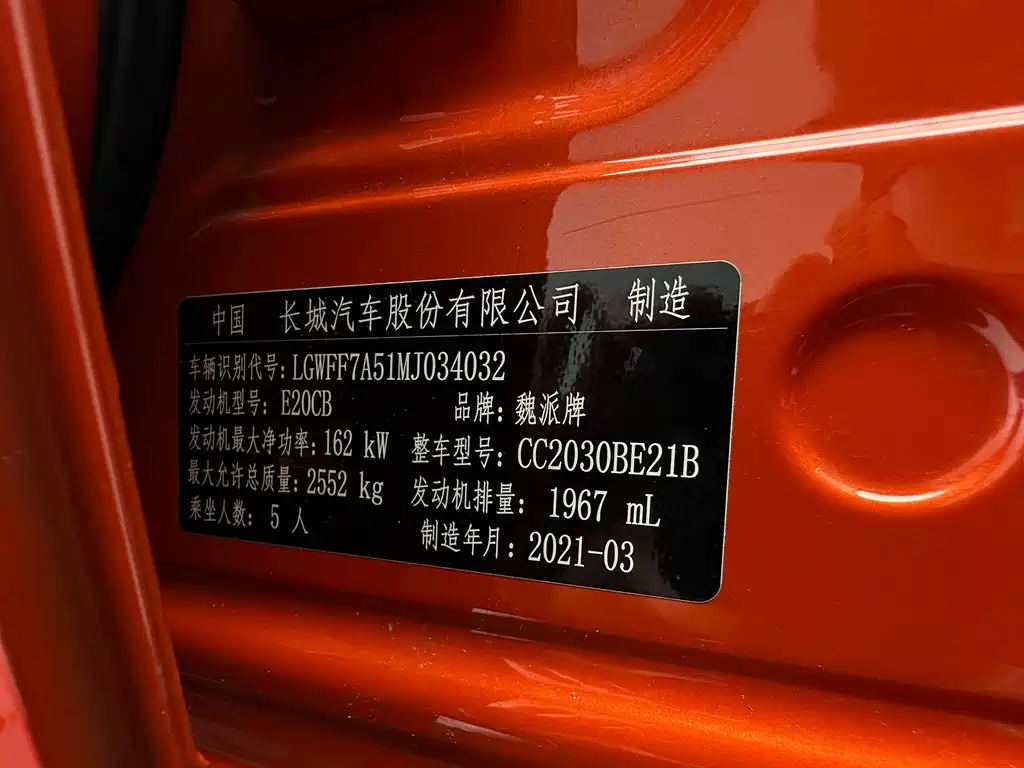 中国 长城汽车股份有限公司 制造
车辆识别代号: LGWFF7A51MJ034032
发动机型号: E20CB 品牌: 魏派牌
发动机最大净功率: 162 kW 整车型号: CC2030BE21B
最大允许总质量: 2552 kg 发动机排量: 1967 mL
乘坐人数: 5 人 制造年月: 2021-03